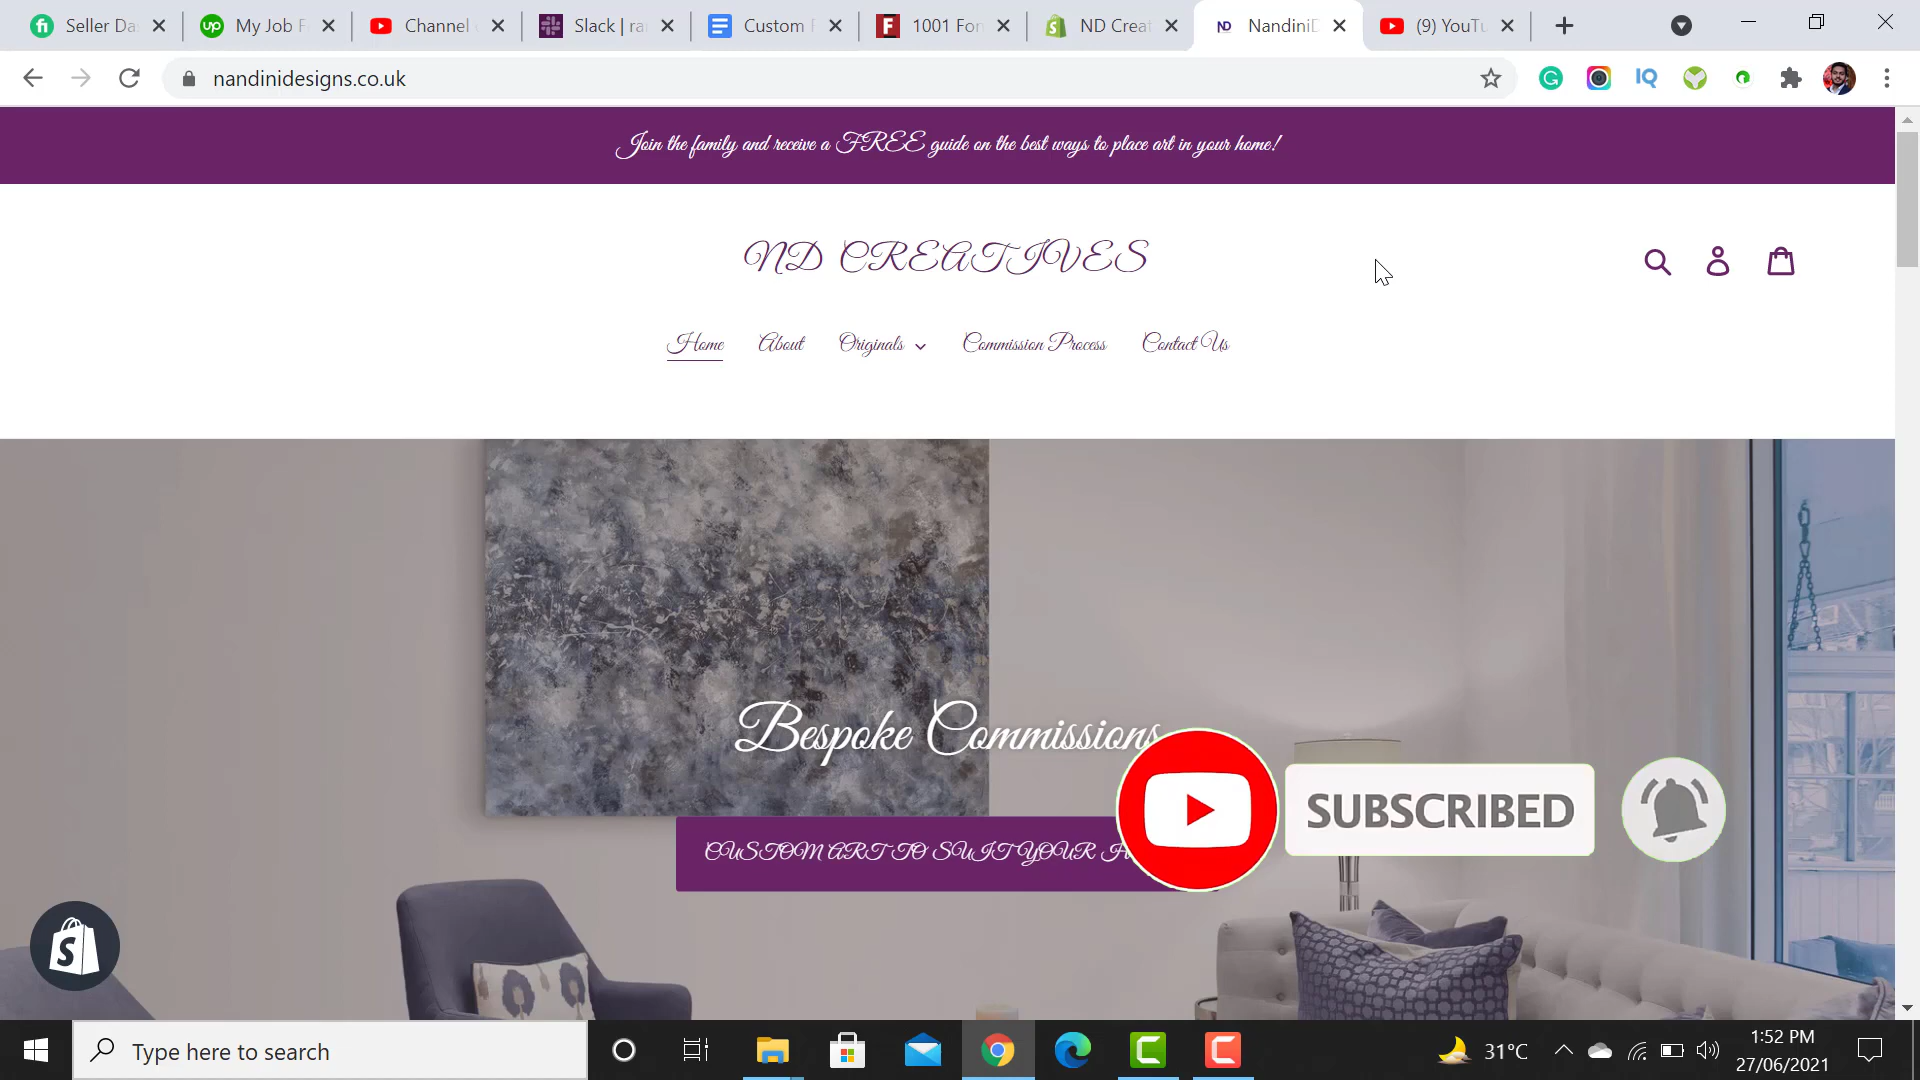 Seller Da
My Job F
Channel
Slack | ra
Custom
1001 Fon
ND Creat
NandiniD
(9) YouTu
nandinidesigns.co.uk
Join the family and receive a FREE guide on the best ways to place art in your home!
ND CREATIVES
Home
About
Originals
Commission Process
Contact Us
Bespoke Commissions
CUSTOM ART TO SUIT YOUR
SUBSCRIBED
Type here to search
31°C
1:52 PM
27/06/2021